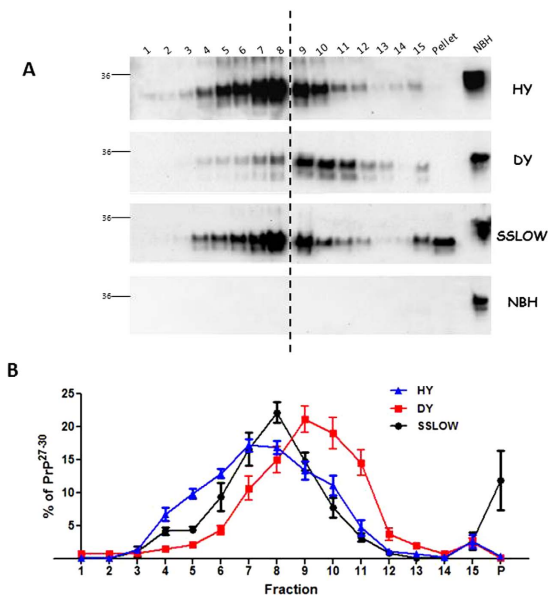 A
1 2 3 4 5 6 7 8 9 10 11 12 13 14 15 Pellet NBH
36
HY
36
DY
36
SSLOW
36
NBH
B
HY
DY
SSLOW
% of PrP27-30
25
20
15
10
5
1 2 3 4 5 6 7 8 9 10 11 12 13 14 15 P
Fraction